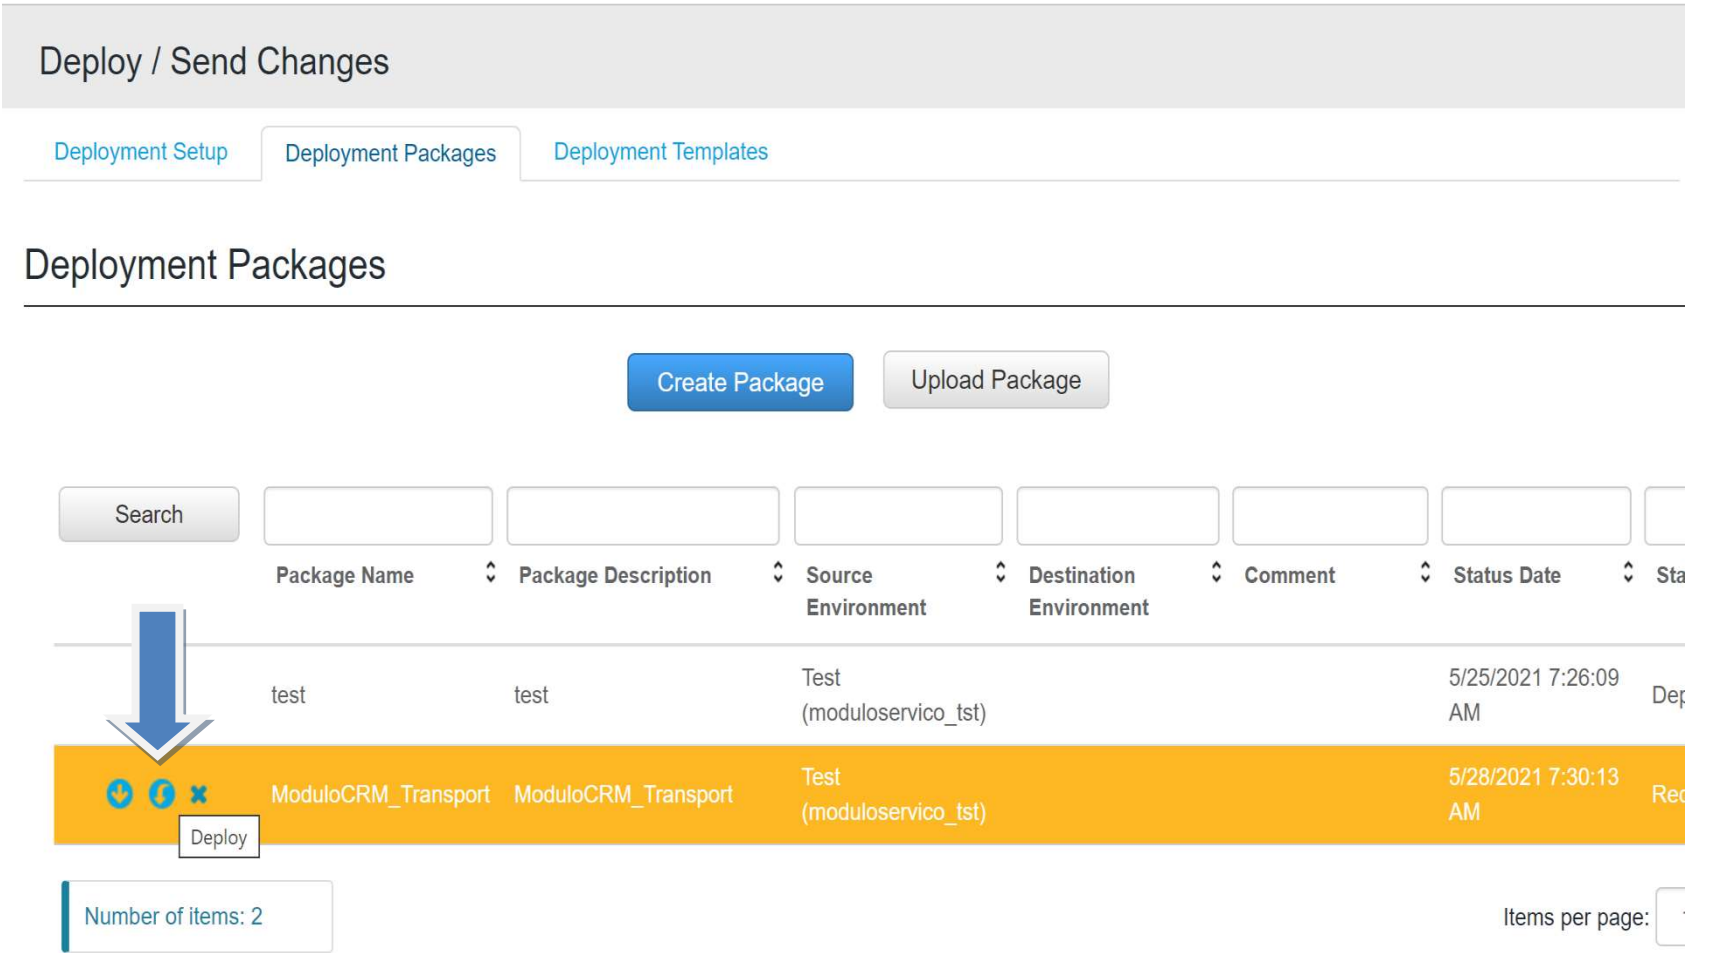 Deploy / Send Changes
Deployment Setup
Deployment Packages
Deployment Templates
Deployment Packages
Create Package
Upload Package
Search
Package Name
Package Description
Source
Environment
Destination
Environment
Comment
Status Date
Sta
test
test
Test
(moduloservico_tst)
5/25/2021 7:26:09
AM
Dep
ModuloCRM_Transport
ModuloCRM_Transport
Test
(moduloservico_tst)
5/28/2021 7:30:13
AM
Deploy
Number of items: 2
Items per page: